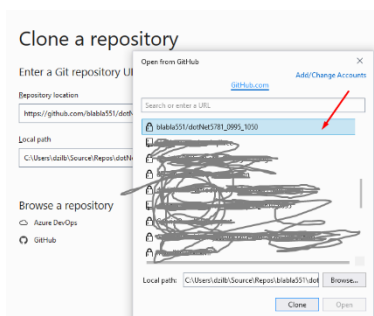 Clone a repository
Enter a Git repository U
Repository location
https://github.com/blabla551/dotN
Local path
C:\Users\dzilb\Source\Repos\dotN
Browse a repository
Azure DevOps
GitHub
Open from GitHub
Add/Change Accounts
GitHub.com
Search or enter a URL
blabla551/dotNet5781_0995_1050
Local path: C:\Users\dzilb\Source\Repos\blabla551\dot Browse...
Clone Open